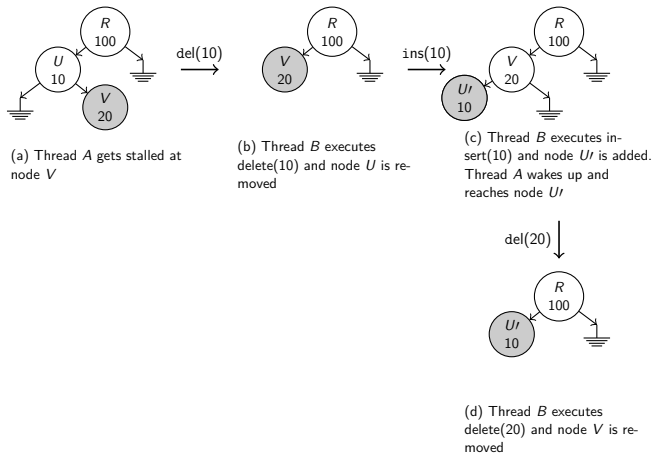 R
100
U
10
V
20
del(10)
(a) Thread A gets stalled at
node V
R
100
V
20
ins(10)
(b) Thread B executes
delete(10) and node U is re-
moved
R
100
V
20
U′
10
(c) Thread B executes in-
sert(10) and node U′ is added.
Thread A wakes up and
reaches node U′
del(20)
R
100
U′
10
(d) Thread B executes
delete(20) and node V is re-
moved